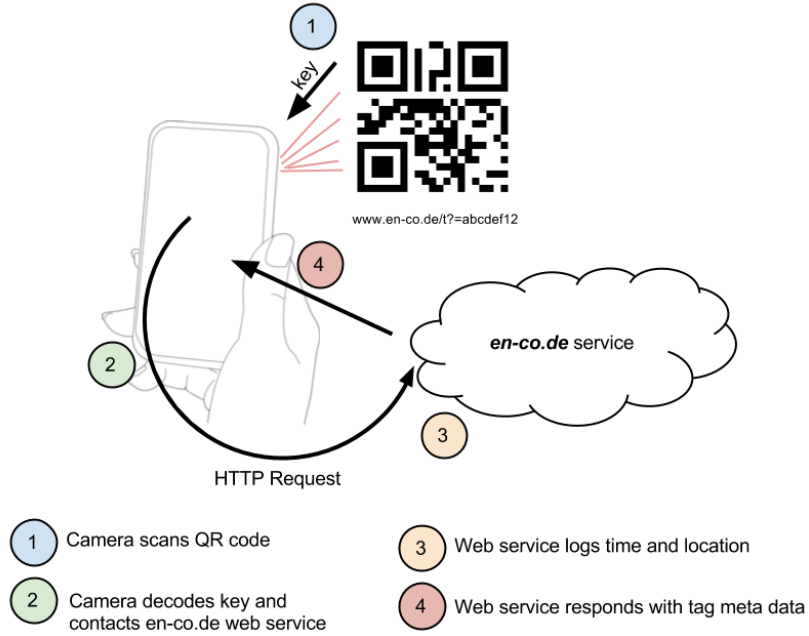 1
key
www.en-co.de/t?=abcdef12
4
en-co.de service
2
3
HTTP Request
1 Camera scans QR code
3 Web service logs time and location
2 Camera decodes key and
contacts en-co.de web service
4 Web service responds with tag meta data